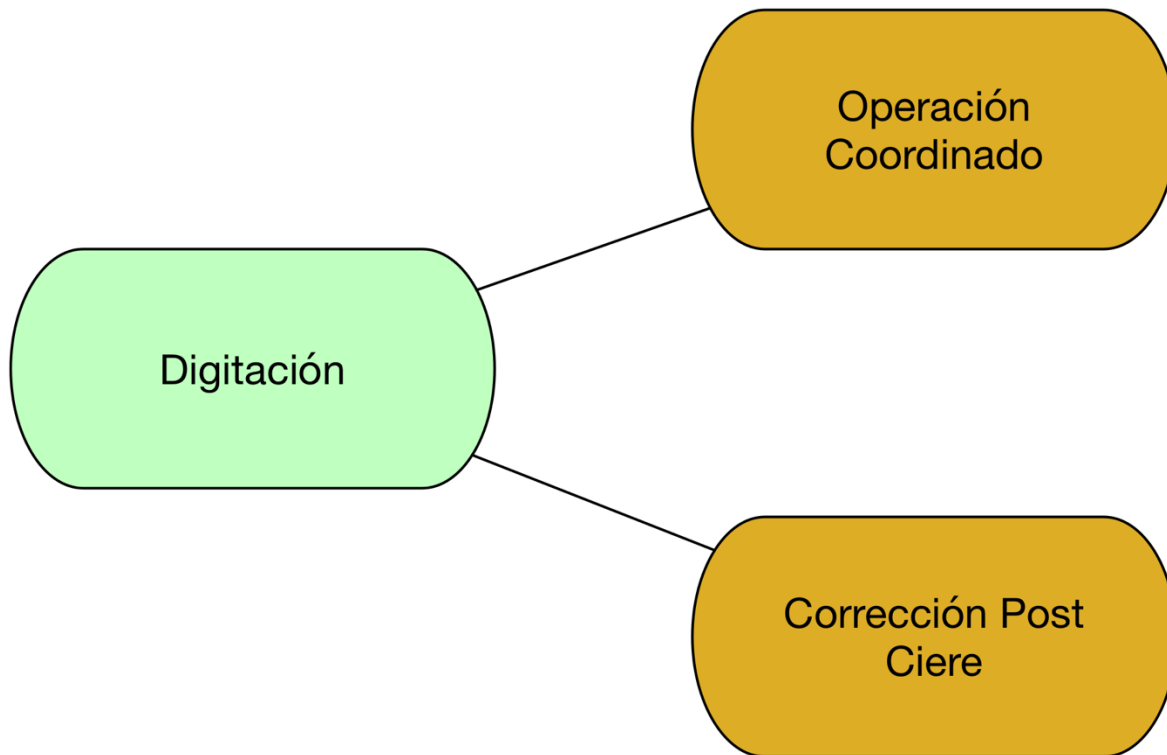 Operación
Coordinado
Digitación
Corrección Post
Ciere